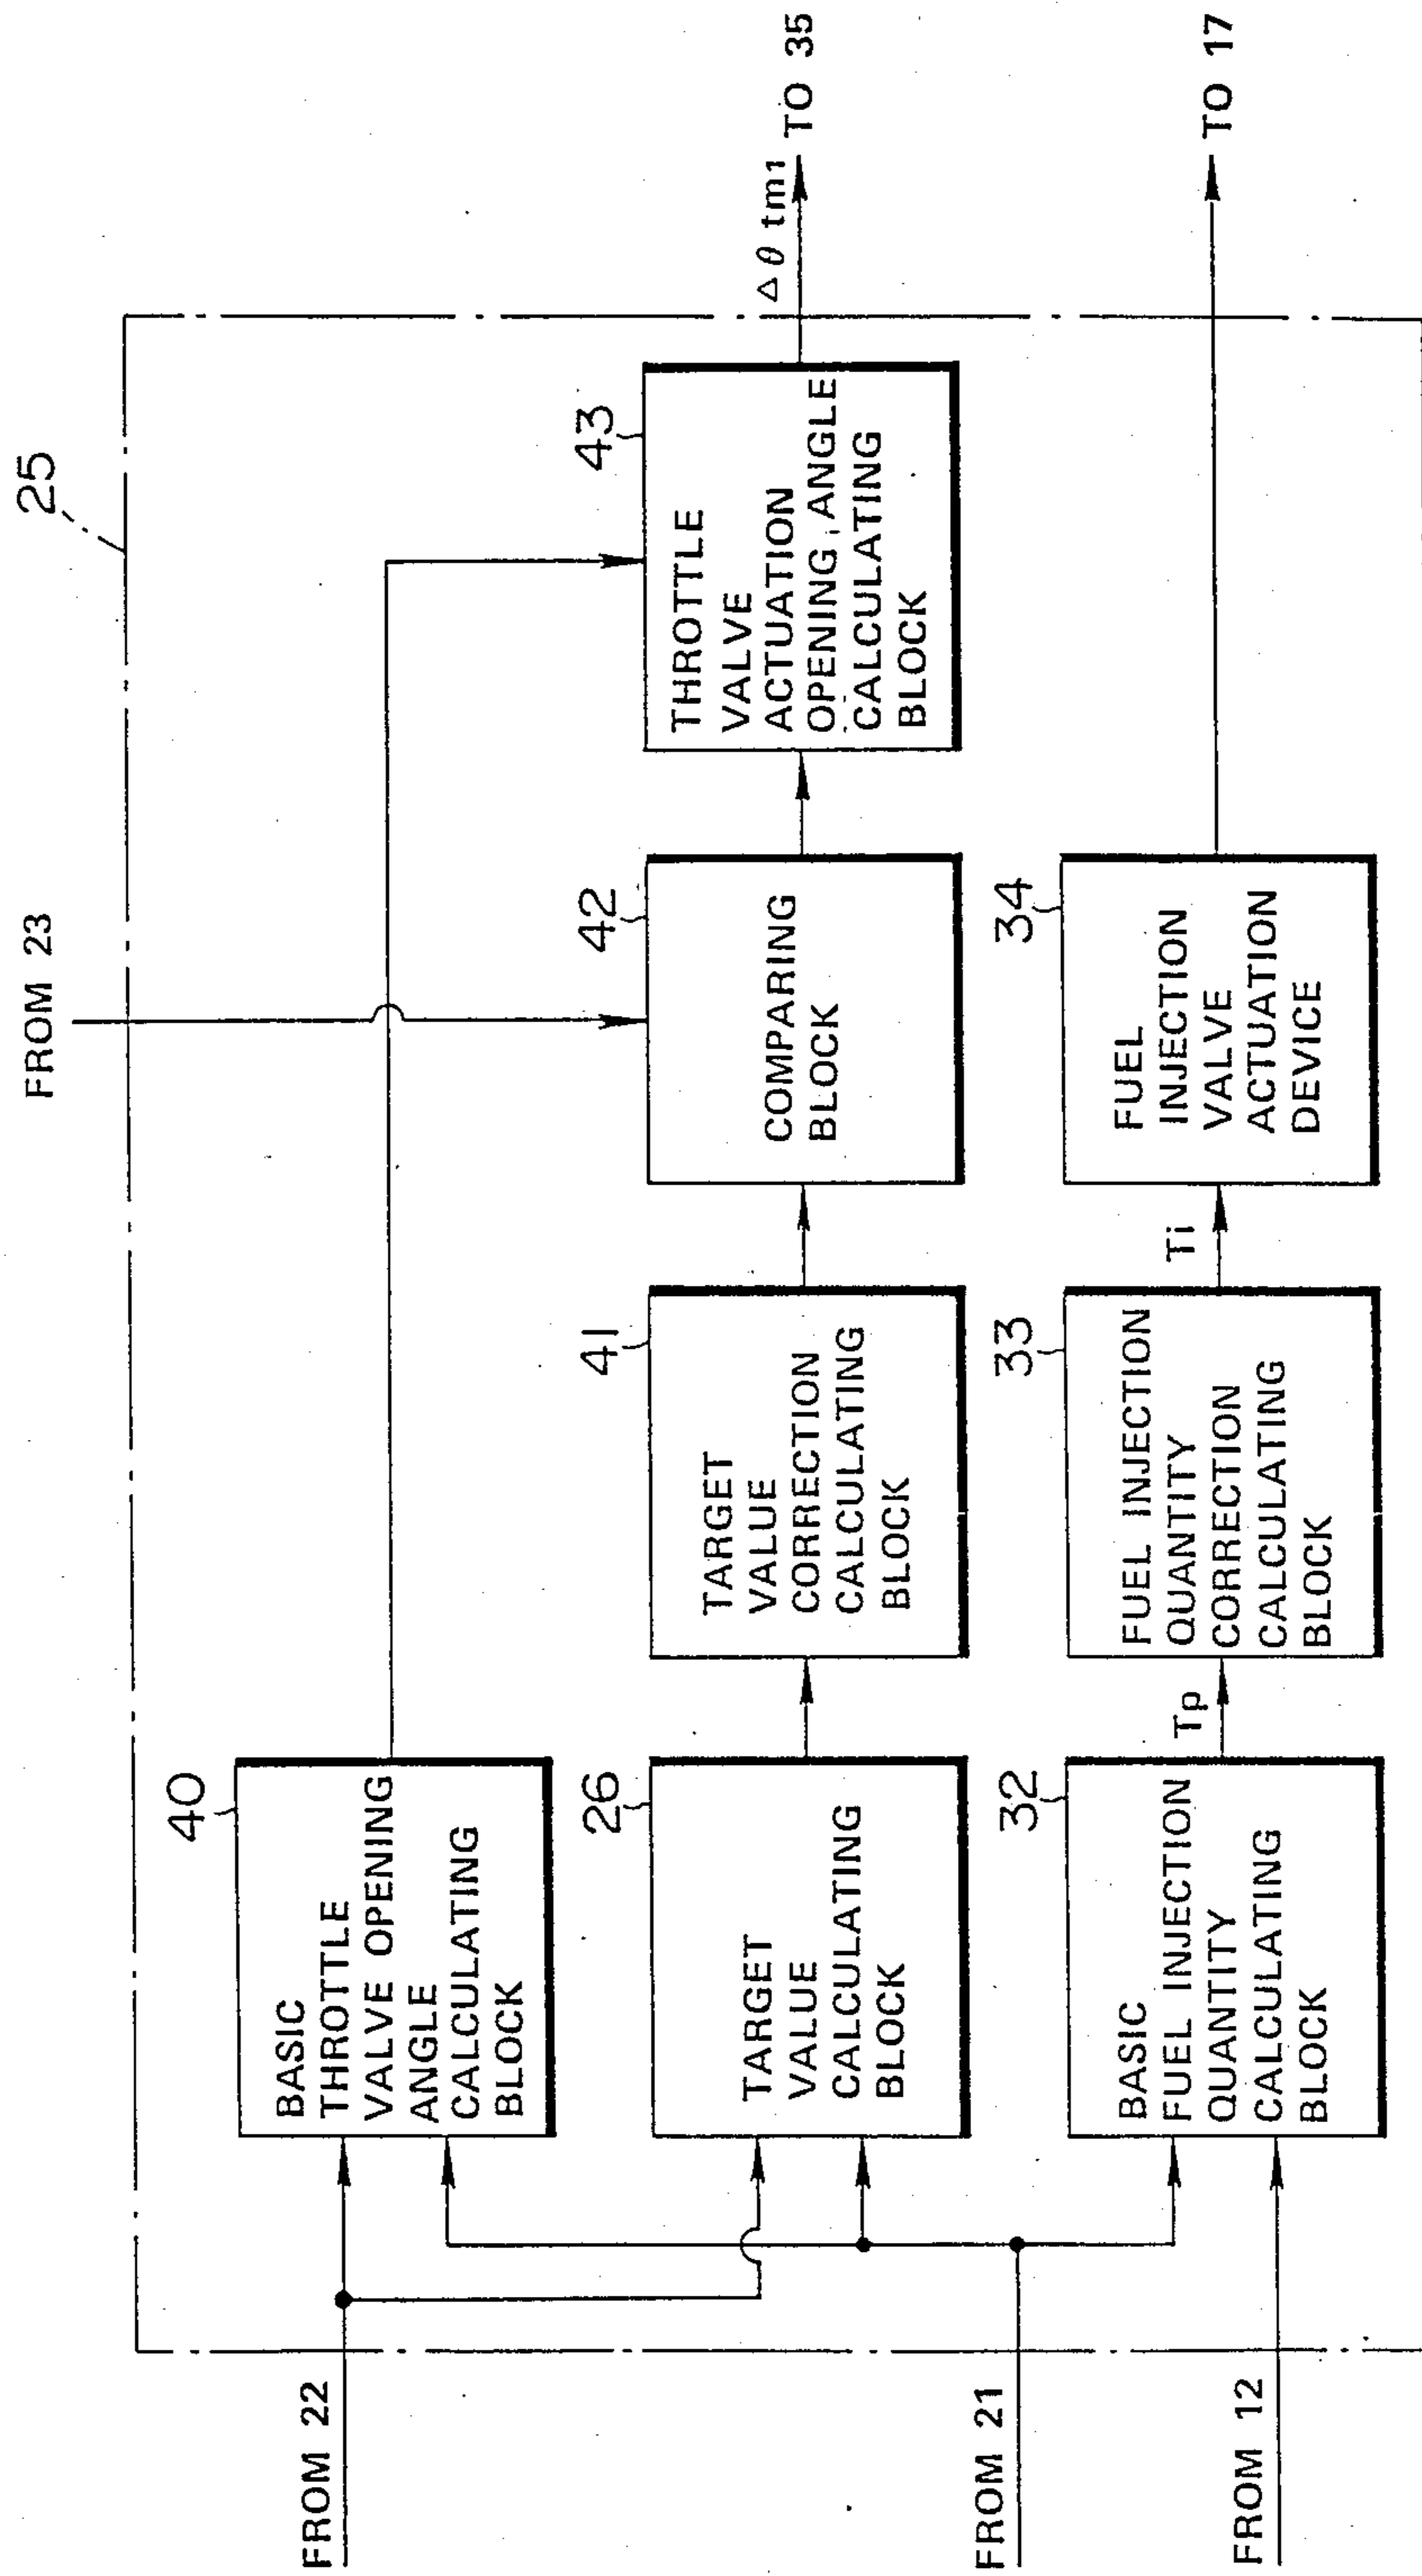 25
FROM 23
FROM 22
FROM 21
FROM 12
40
BASIC
THROTTLE
VALVE OPENING
ANGLE
CALCULATING
BLOCK
26
TARGET
VALUE
CALCULATING
BLOCK
41
TARGET
VALUE
CORRECTION
CALCULATING
BLOCK
42
COMPARING
BLOCK
43
THROTTLE
VALVE
ACTUATION
OPENING ANGLE
CALCULATING
BLOCK
Δθ tm1
TO 35
32
BASIC
FUEL INJECTION
QUANTITY
CALCULATING
BLOCK
Tp
33
FUEL INJECTION
QUANTITY
CORRECTION
CALCULATING
BLOCK
Ti
34
FUEL
INJECTION
VALVE
ACTUATION
DEVICE
TO 17